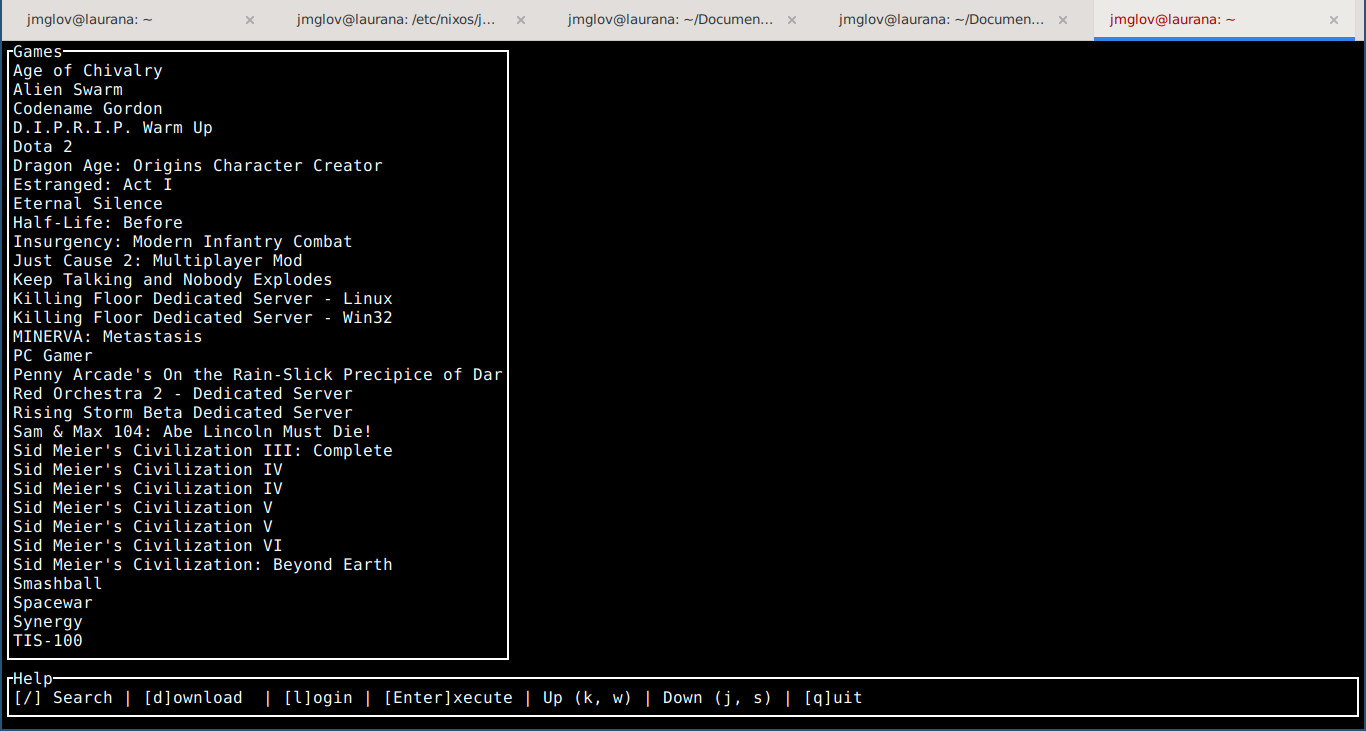 jmglov@laurana: ~ × jmglov@laurana: /etc/nixos/j... × jmglov@laurana: ~/Documen... × jmglov@laurana: ~/Documen... × jmglov@laurana: ~ ×
Games
Age of Chivalry
Alien Swarm
Codename Gordon
D.I.P.R.I.P. Warm Up
Dota 2
Dragon Age: Origins Character Creator
Estranged: Act I
Eternal Silence
Half-Life: Before
Insurgency: Modern Infantry Combat
Just Cause 2: Multiplayer Mod
Keep Talking and Nobody Explodes
Killing Floor Dedicated Server - Linux
Killing Floor Dedicated Server - Win32
MINERVA: Metastasis
PC Gamer
Penny Arcade's On the Rain-Slick Precipice of Dar
Red Orchestra 2 - Dedicated Server
Rising Storm Beta Dedicated Server
Sam & Max 104: Abe Lincoln Must Die!
Sid Meier's Civilization III: Complete
Sid Meier's Civilization IV
Sid Meier's Civilization IV
Sid Meier's Civilization V
Sid Meier's Civilization V
Sid Meier's Civilization VI
Sid Meier's Civilization: Beyond Earth
Smashball
Spacewar
Synergy
TIS-100
Help
[/] Search | [d]ownload  | [l]ogin | [Enter]xecute | Up (k, w) | Down (j, s) | [q]uit